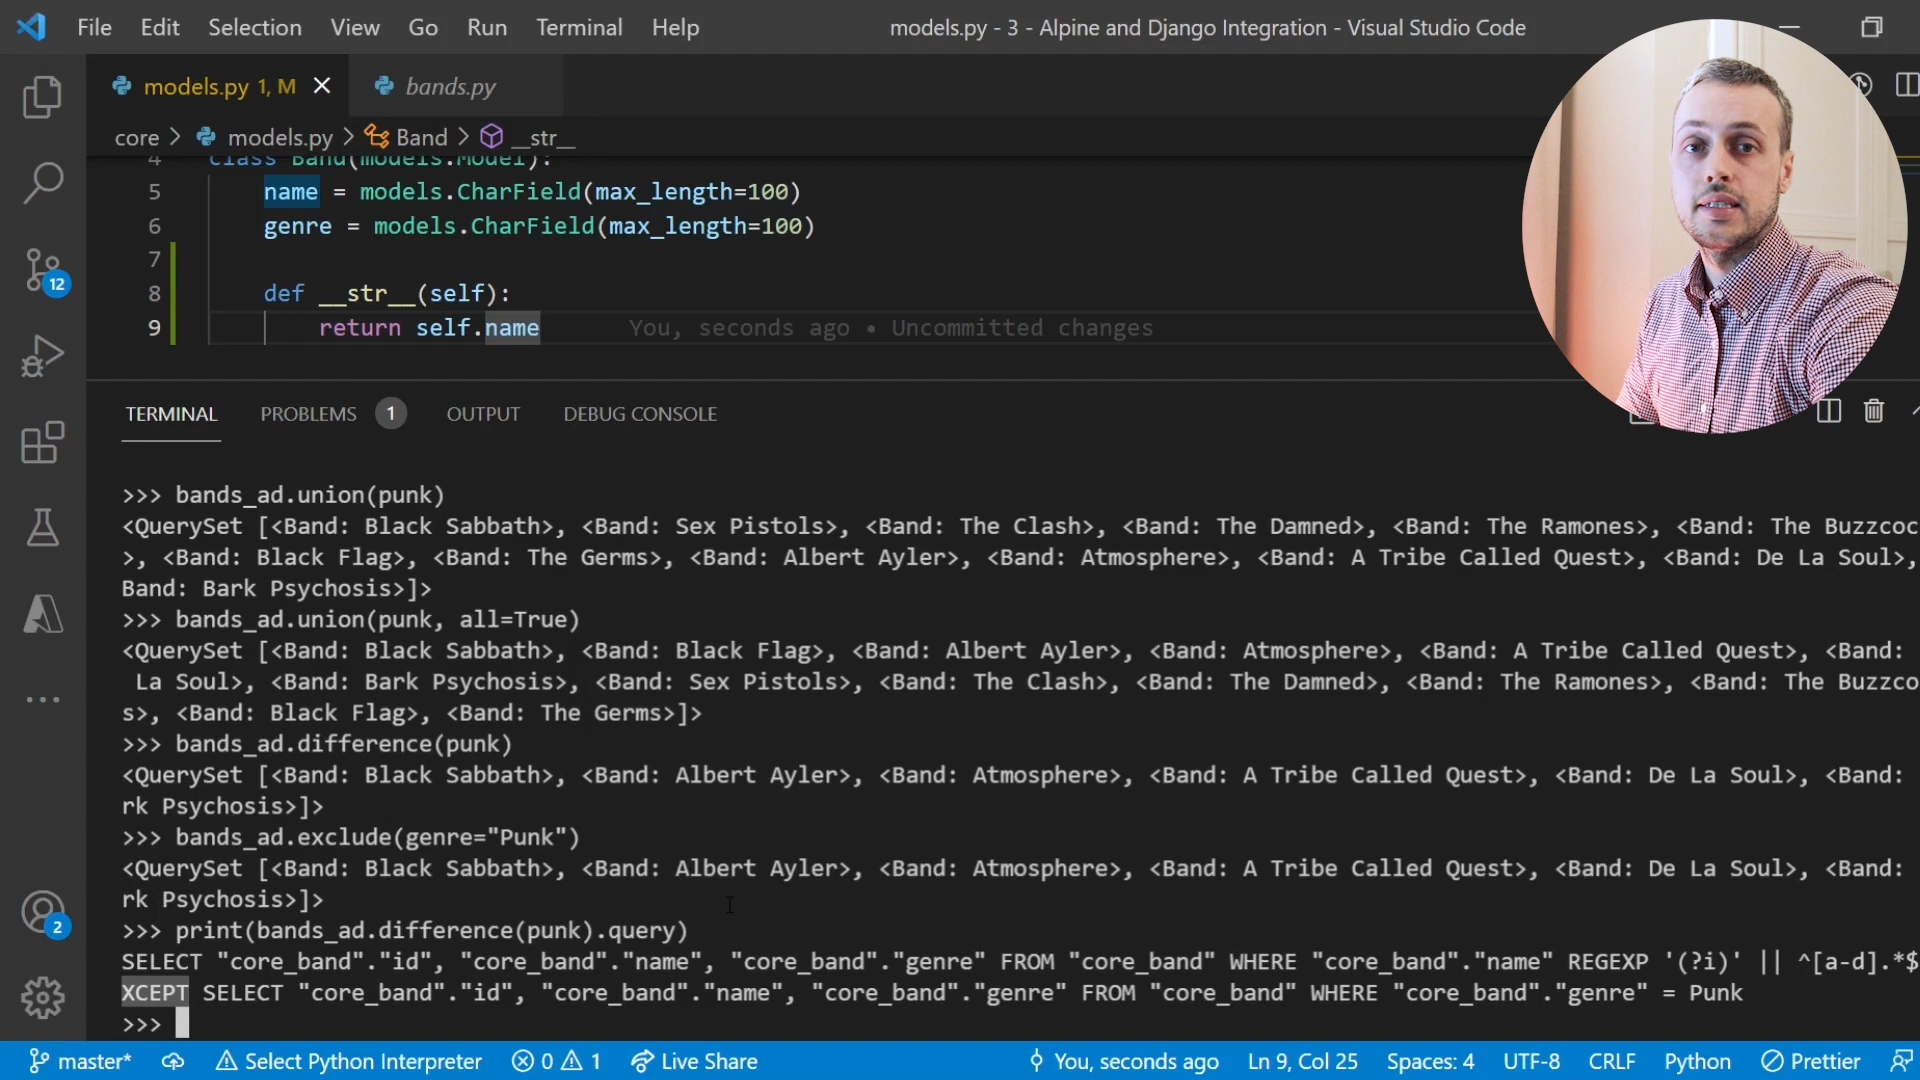 File Edit Selection View Go Run Terminal Help models.py - 3 - Alpine and Django Integration - Visual Studio Code
models.py 1, M bands.py
core > models.py > Band > __str__
4 class Band(models.Model):
5 name = models.CharField(max_length=100)
6 genre = models.CharField(max_length=100)
7
8 def __str__(self):
9 return self.name You, seconds ago • Uncommitted changes
12
TERMINAL PROBLEMS 1 OUTPUT DEBUG CONSOLE
>>> bands_ad.union(punk)
<QuerySet [<Band: Black Sabbath>, <Band: Sex Pistols>, <Band: The Clash>, <Band: The Damned>, <Band: The Ramones>, <Band: The Buzzcoc
>, <Band: Black Flag>, <Band: The Germs>, <Band: Albert Ayler>, <Band: Atmosphere>, <Band: A Tribe Called Quest>, <Band: De La Soul>,
Band: Bark Psychosis>]>
>>> bands_ad.union(punk, all=True)
<QuerySet [<Band: Black Sabbath>, <Band: Black Flag>, <Band: Albert Ayler>, <Band: Atmosphere>, <Band: A Tribe Called Quest>, <Band:
La Soul>, <Band: Bark Psychosis>, <Band: Sex Pistols>, <Band: The Clash>, <Band: The Damned>, <Band: The Ramones>, <Band: The Buzzco
s>, <Band: Black Flag>, <Band: The Germs>]>
>>> bands_ad.difference(punk)
<QuerySet [<Band: Black Sabbath>, <Band: Albert Ayler>, <Band: Atmosphere>, <Band: A Tribe Called Quest>, <Band: De La Soul>, <Band:
rk Psychosis>]>
>>> bands_ad.exclude(genre="Punk")
<QuerySet [<Band: Black Sabbath>, <Band: Albert Ayler>, <Band: Atmosphere>, <Band: A Tribe Called Quest>, <Band: De La Soul>, <Band:
rk Psychosis>]>
>>> print(bands_ad.difference(punk).query)
SELECT "core_band"."id", "core_band"."name", "core_band"."genre" FROM "core_band" WHERE "core_band"."name" REGEXP '(?i)' || ^[a-d].*$
XCEPT SELECT "core_band"."id", "core_band"."name", "core_band"."genre" FROM "core_band" WHERE "core_band"."genre" = Punk
>>>
2
master* Select Python Interpreter 0 1 Live Share You, seconds ago Ln 9, Col 25 Spaces: 4 UTF-8 CRLF Python Prettier